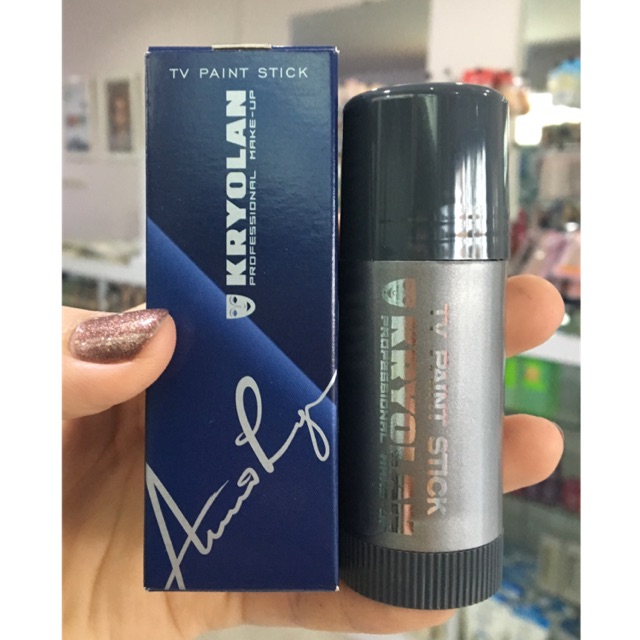 TV PAINT STICK
KRYOLAN
PROFESSIONAL MAKE-UP
TV PAINT STICK
KRYOLAN
PROFESSIONAL MAKE-UP